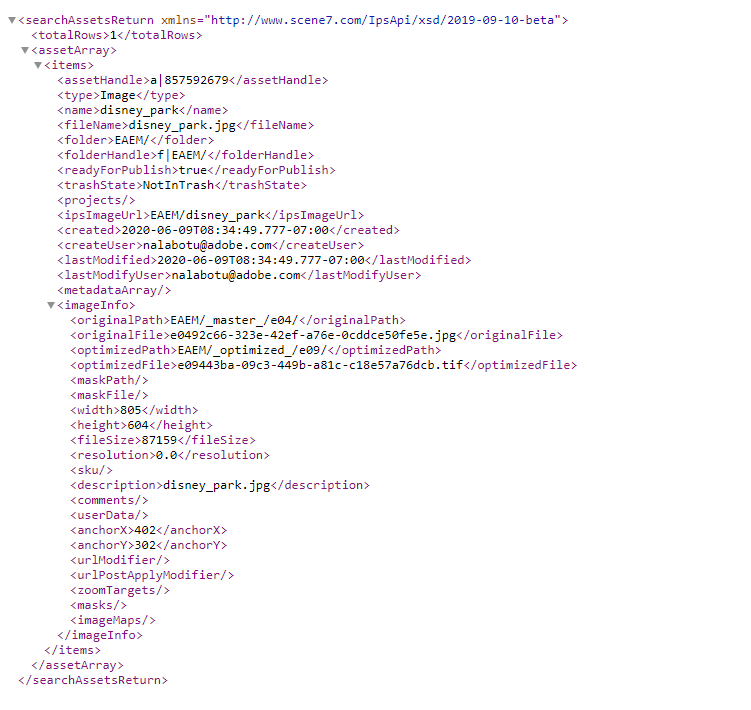 <searchAssetsReturn xmlns="http://www.scene7.com/IpsApi/xsd/2019-09-10-beta">
<totalRows>1</totalRows>
<assetArray>
<items>
<assetHandle>a|857592679</assetHandle>
<type>Image</type>
<name>disney_park</name>
<fileName>disney_park.jpg</fileName>
<folder>EAEM/</folder>
<folderHandle>f|EAEM/</folderHandle>
<readyForPublish>true</readyForPublish>
<trashState>NotInTrash</trashState>
<projects/>
<ipsImageUrl>EAEM/disney_park</ipsImageUrl>
<created>2020-06-09T08:34:49.777-07:00</created>
<createUser>nalabotu@adobe.com</createUser>
<lastModified>2020-06-09T08:34:49.777-07:00</lastModified>
<lastModifyUser>nalabotu@adobe.com</lastModifyUser>
<metadataArray/>
<imageInfo>
<originalPath>EAEM/_master_/e04/</originalPath>
<originalFile>e0492c66-323e-42ef-a76e-0cddce50fe5e.jpg</originalFile>
<optimizedPath>EAEM/_optimized_/e09/</optimizedPath>
<optimizedFile>e09443ba-09c3-449b-a81c-c18e57a76dcb.tif</optimizedFile>
<maskPath/>
<maskFile/>
<width>805</width>
<height>604</height>
<fileSize>87159</fileSize>
<resolution>0.0</resolution>
<sku/>
<description>disney_park.jpg</description>
<comments/>
<userData/>
<anchorX>402</anchorX>
<anchorY>302</anchorY>
<urlModifier/>
<urlPostApplyModifier/>
<zoomTargets/>
<masks/>
<imageMaps/>
</imageInfo>
</items>
</assetArray>
</searchAssetsReturn>